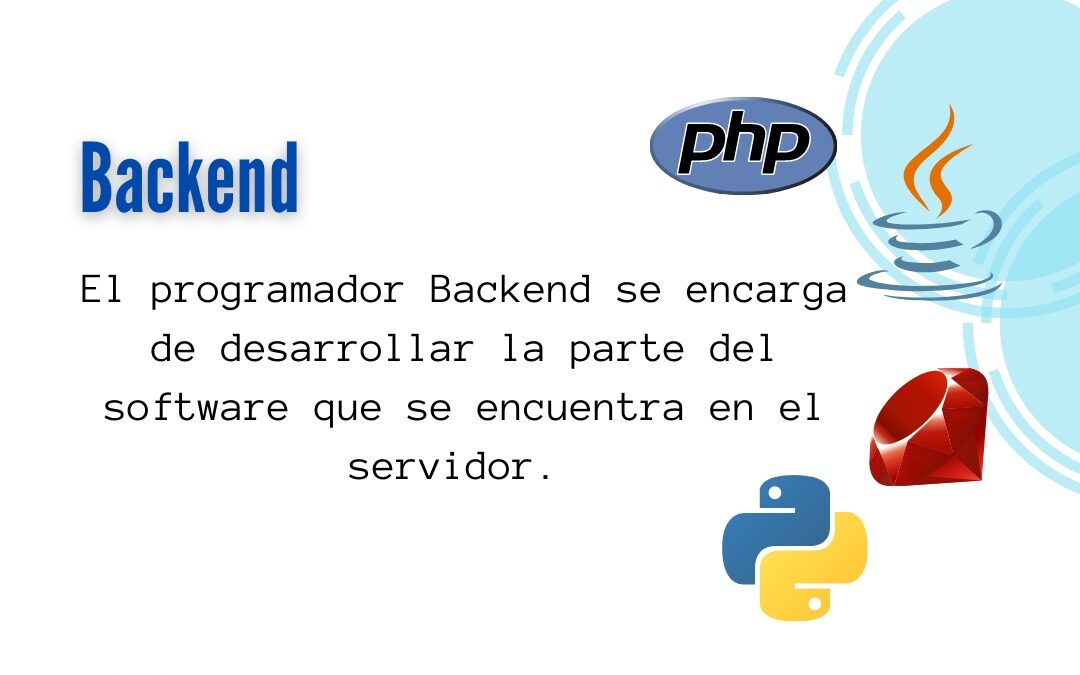 php
Backend
El programador Backend se encarga
de desarrollar la parte del
software que se encuentra en el
servidor.